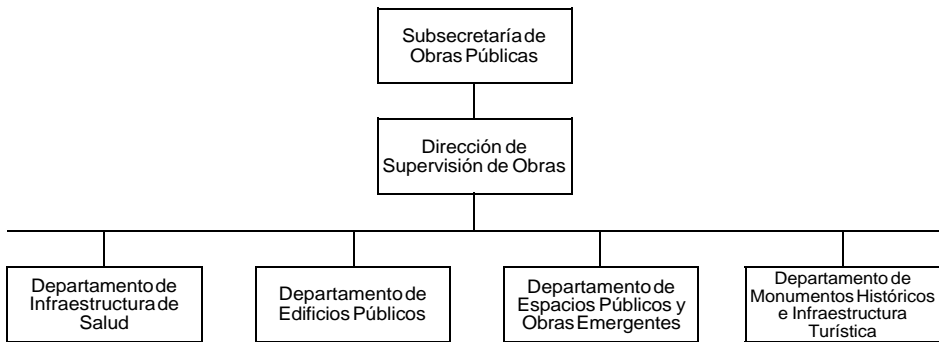 Subsecretaría de
Obras Públicas
Dirección de
Supervisión de Obras
Departamento de
Infraestructura de
Salud
Departamento de
Edificios Públicos
Departamento de
Espacios Públicos y
Obras Emergentes
Departamento de
Monumentos Históricos
e Infraestructura
Turística